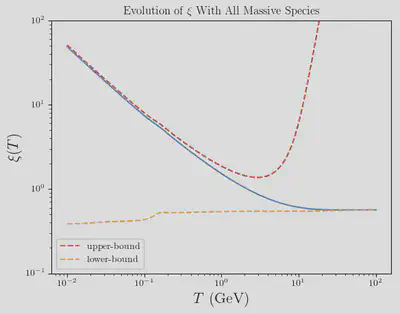 Evolution of ξ With All Massive Species
10²
10¹
10⁰
10⁻¹
ξ(T)
upper-bound
lower-bound
10⁻² 10⁻¹ 10⁰ 10¹ 10²
T (GeV)